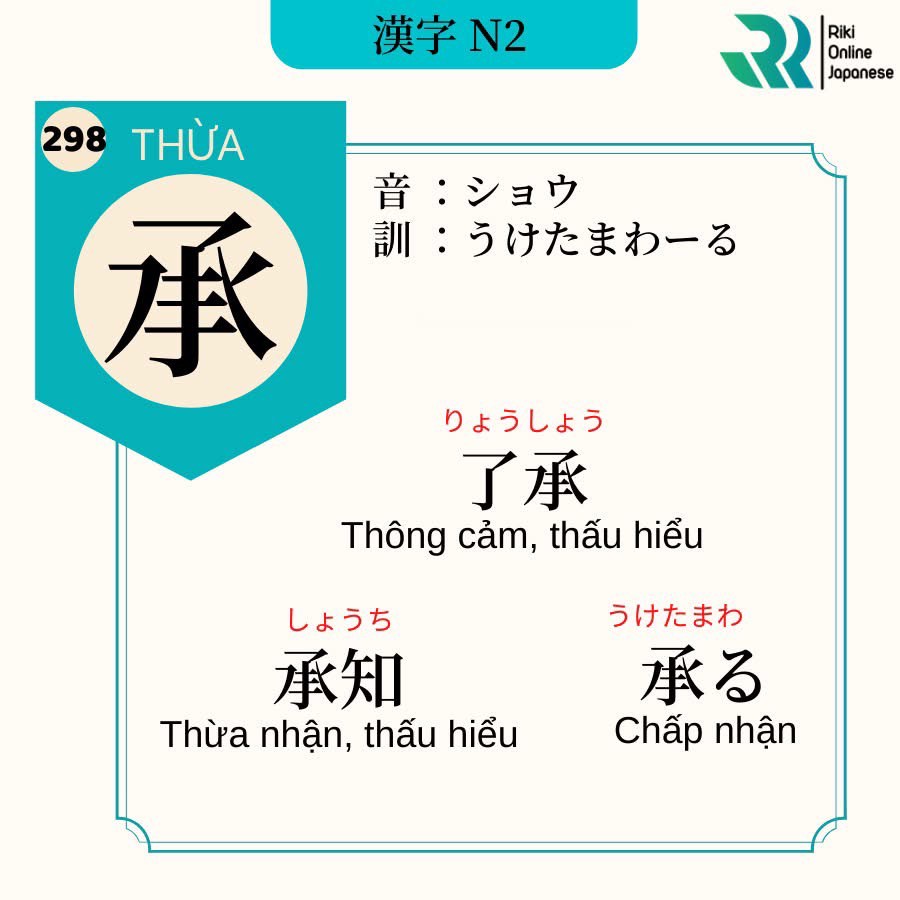 漢字 N2
Riki
Online
Japanese
298
THỪA
承
音 ：ショウ
訓 ：うけたまわーる
りょうしょう
了承
Thông cảm, thấu hiểu
しょうち
承知
Thừa nhận, thấu hiểu
うけたまわ
承る
Chấp nhận